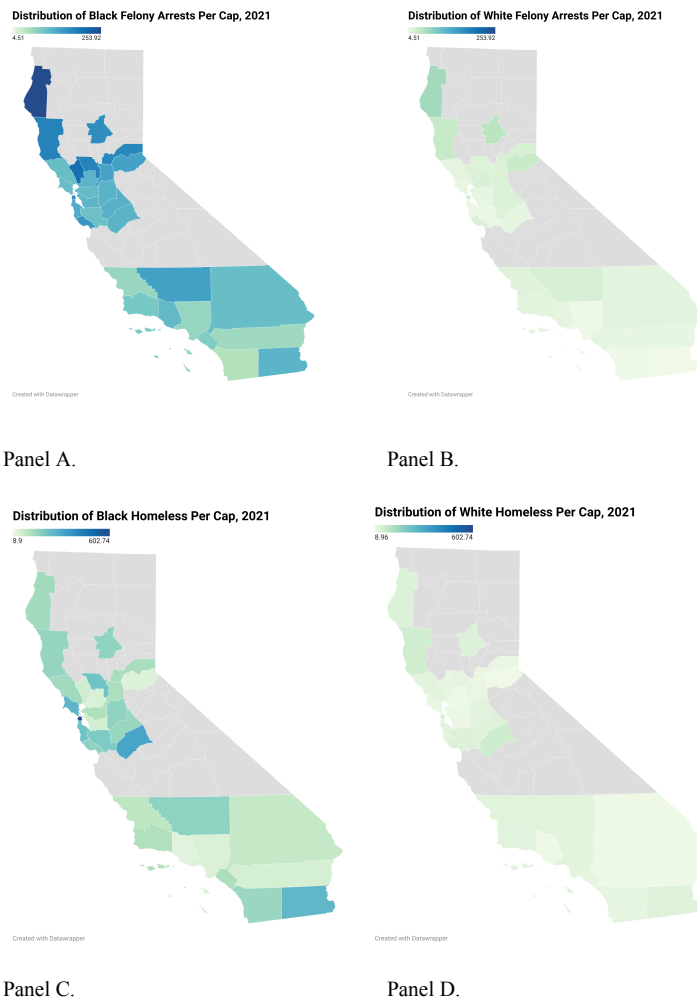 Distribution of Black Felony Arrests Per Cap, 2021
4.51 253.92
Created with Datawrapper
Distribution of White Felony Arrests Per Cap, 2021
4.51 253.92
Created with Datawrapper
Panel A. Panel B.
Distribution of Black Homeless Per Cap, 2021
8.9 602.74
Created with Datawrapper
Distribution of White Homeless Per Cap, 2021
8.96 602.74
Created with Datawrapper
Panel C. Panel D.